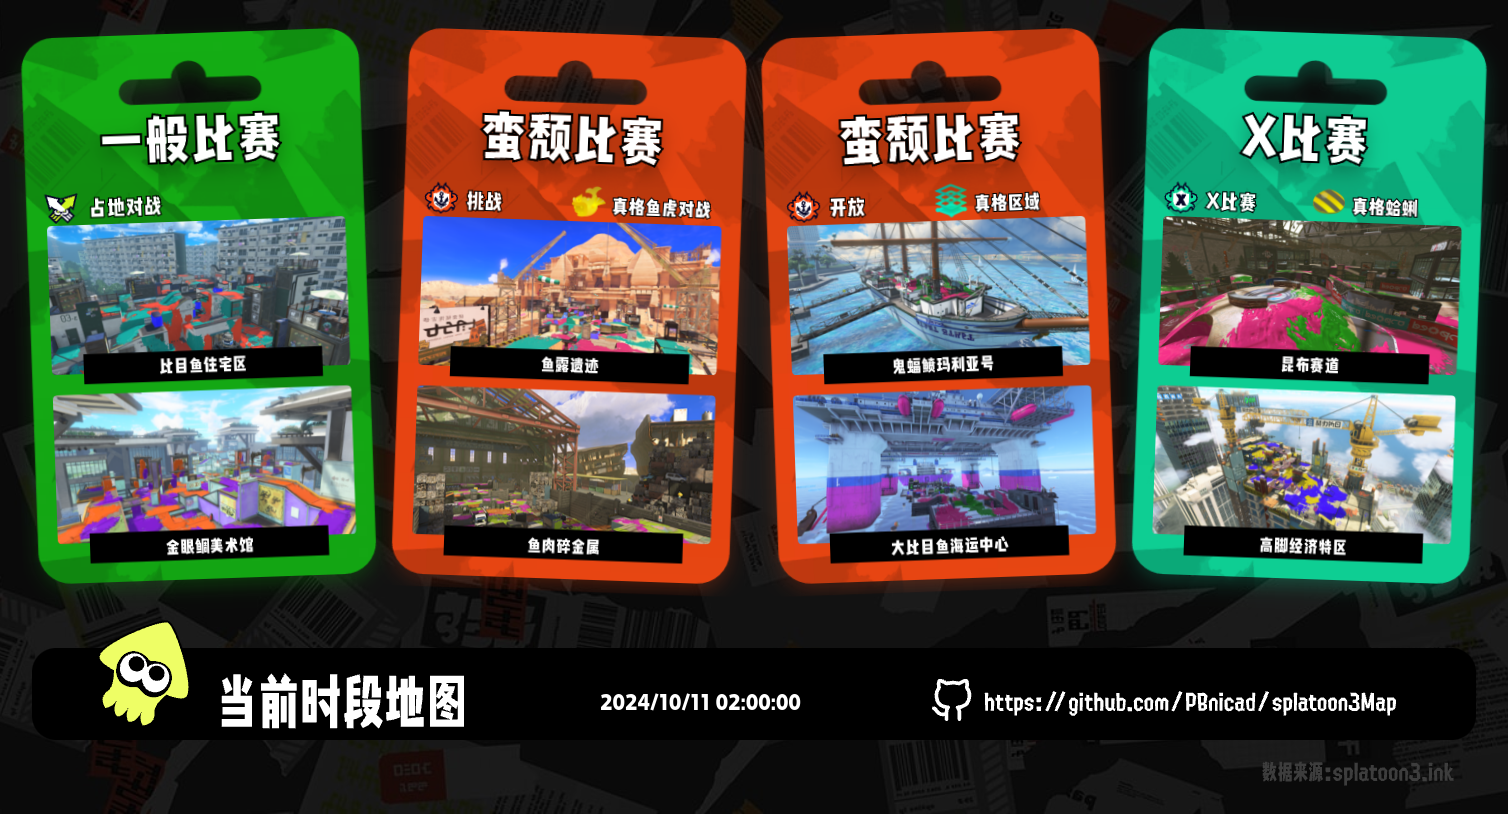 一般比赛
占地对战
比目鱼住宅区
金眼鲷美术馆
蛮颓比赛
挑战
真格鱼虎对战
鱼露遗迹
鱼肉碎金属
蛮颓比赛
开放
真格区域
鬼蝠鲼玛利亚号
大比目鱼海运中心
X比赛
X比赛
真格蛤蜊
昆布赛道
高脚经济特区
当前时段地图
2024/10/11 02:00:00
https://github.com/PBnicad/splatoon3Map
数据来源:splatoon3.ink